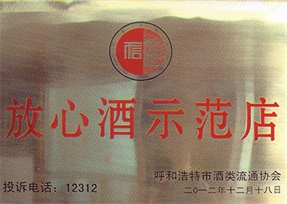 信
放心酒示范店
呼和浩特市酒类流通协会
投诉电话：12312
二〇一二年十二月十八日